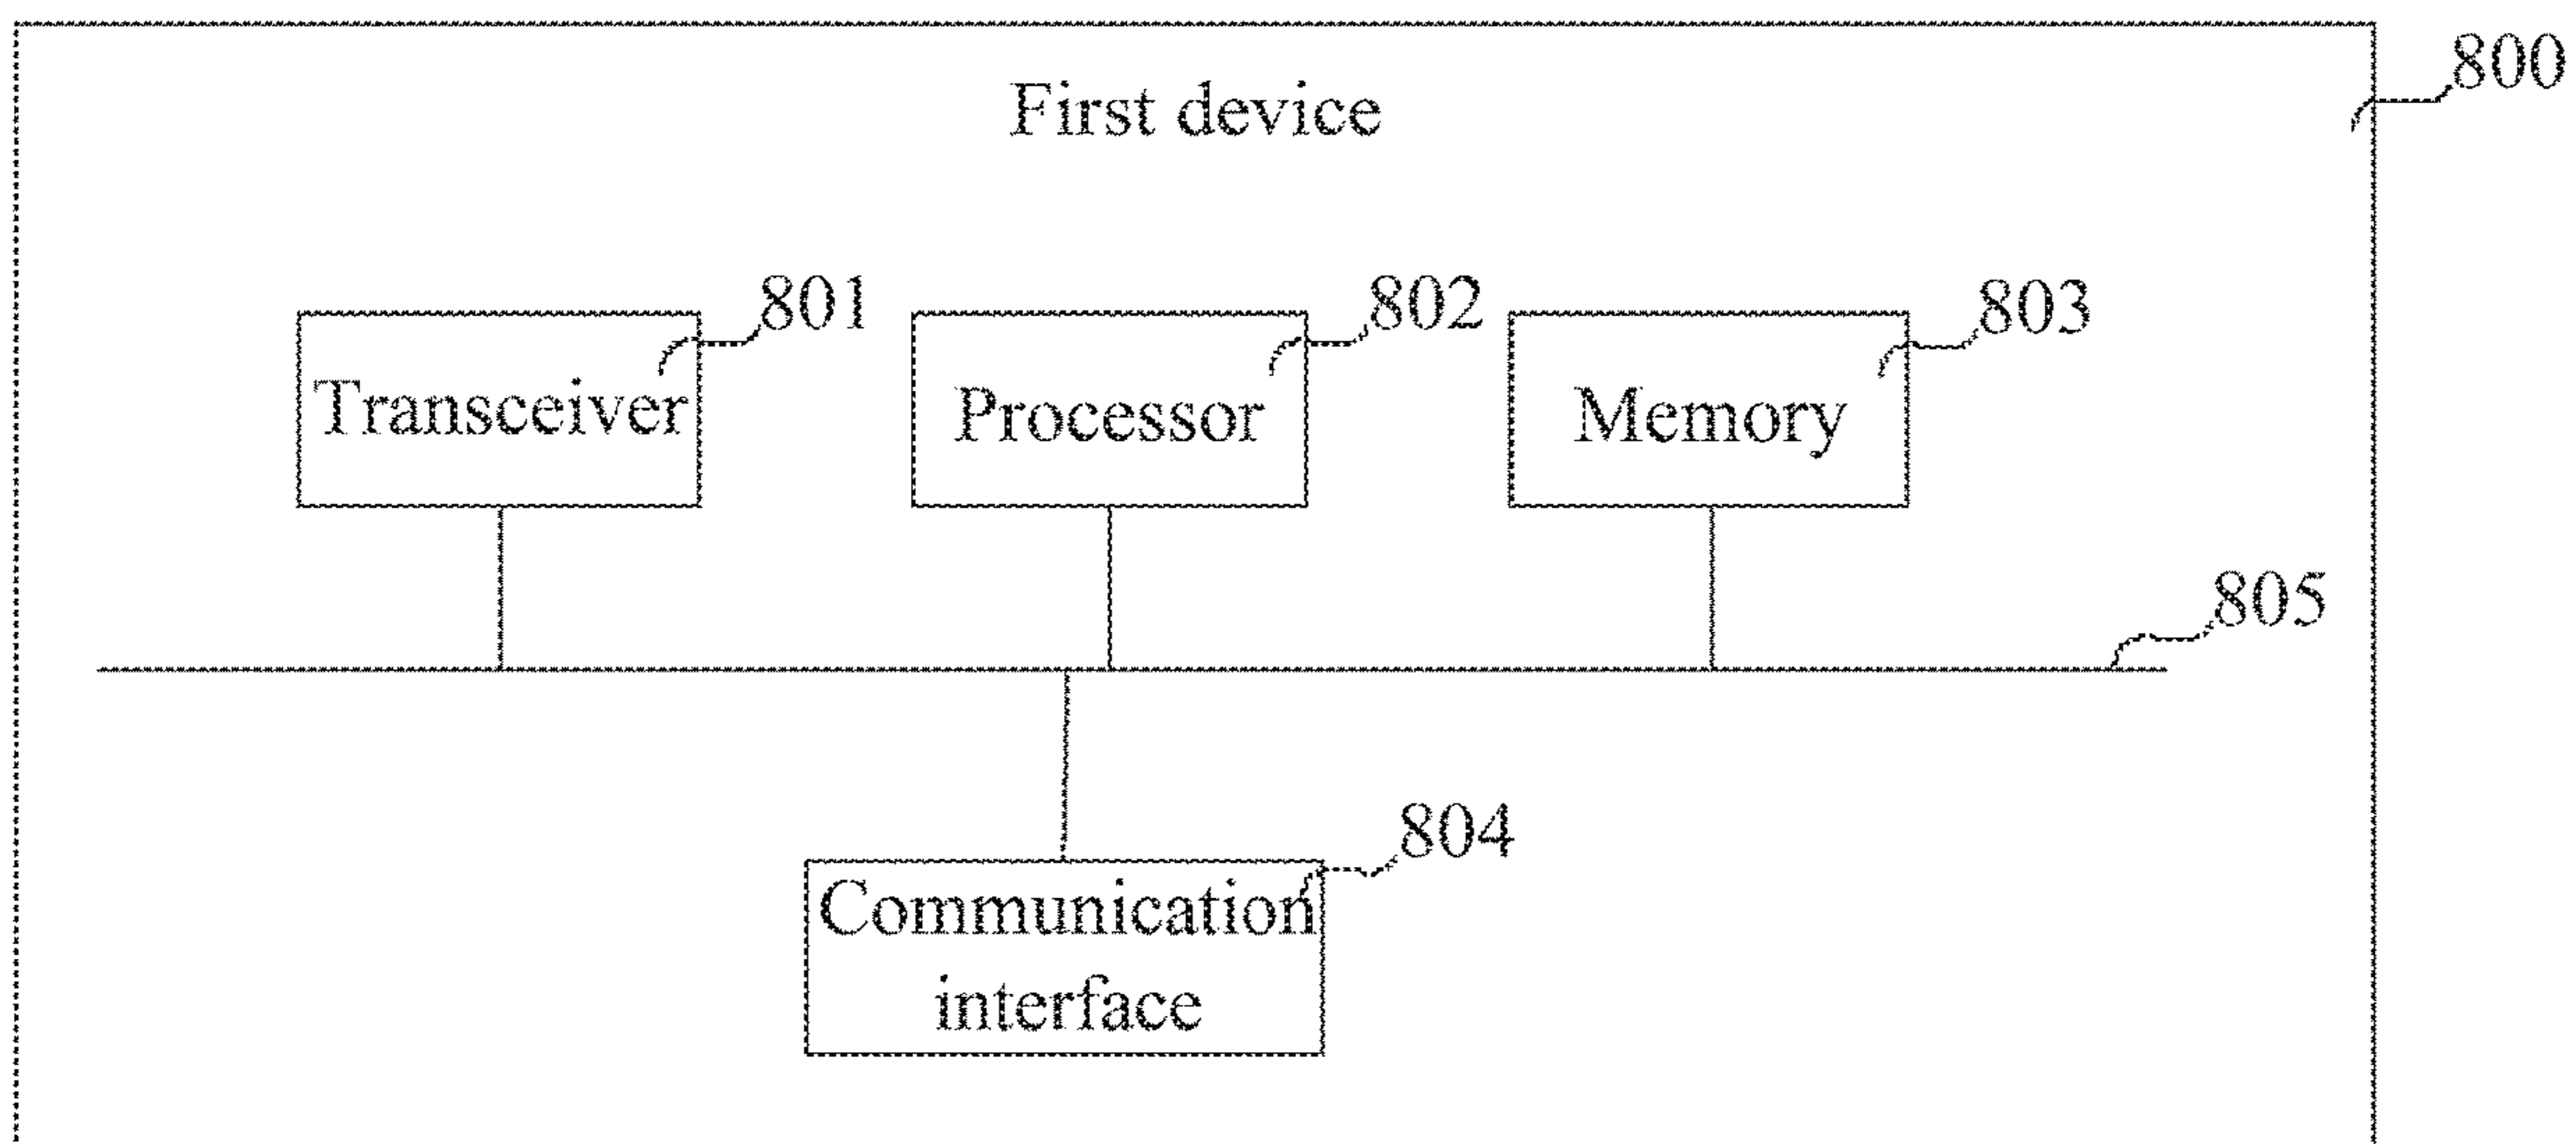 800
First device
801
802
803
Transceiver
Processor
Memory
805
804
Communication
interface